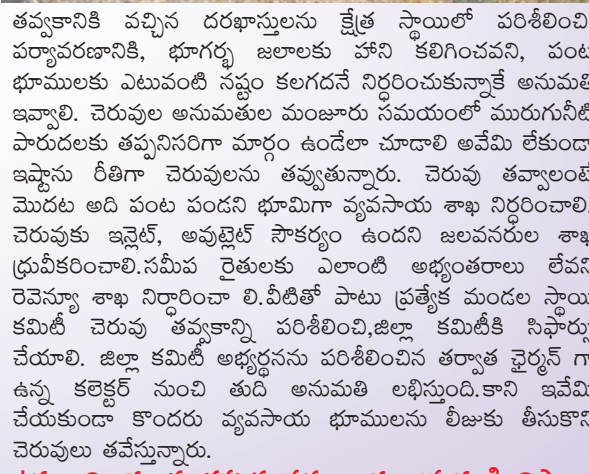 తవ్వకానికి వచ్చిన దరఖాస్తులను క్షేత్ర స్థాయిలో పరిశీలించి
పర్యావరణానికి, భూగర్భ జలాలకు హాని కలిగించవని, పంట
భూములకు ఎటువంటి నష్టం కలగదనే నిర్ధరించుకున్నాకే అనుమతి
ఇవ్వాలి. చెరువుల అనుమతుల మంజూరు సమయంలో మురుగునీటి
పారుదలకు తప్పనిసరిగా మార్గం ఉండేలా చూడాలి అవేమి లేకుండా
ఇష్టాను రీతిగా చెరువులను తవ్వుతున్నారు. చెరువు తవ్వాలంటే
మొదట అది పంట పండని భూమిగా వ్యవసాయ శాఖ నిర్ధరించాలి.
చెరువుకు ఇన్లెట్, అవుట్లెట్ సౌకర్యం ఉందని జలవనరుల శాఖ
ధ్రువీకరించాలి.సమీప రైతులకు ఎలాంటి అభ్యంతరాలు లేవని
రెవెన్యూ శాఖ నిర్ధారించా లి.వీటితో పాటు ప్రత్యేక మండల స్థాయి
కమిటీ చెరువు తవ్వకాన్ని పరిశీలించి,జిల్లా కమిటీకి సిఫార్సు
చేయాలి. జిల్లా కమిటీ అభ్యర్థనను పరిశీలించిన తర్వాత ఛైర్మన్ గా
ఉన్న కలెక్టర్ నుంచి తుది అనుమతి లభిస్తుంది.కాని ఇవేమి
చేయకుండా కొందరు వ్యవసాయ భూములను లీజుకు తీసుకొని
చెరువులు తవేస్తున్నారు.